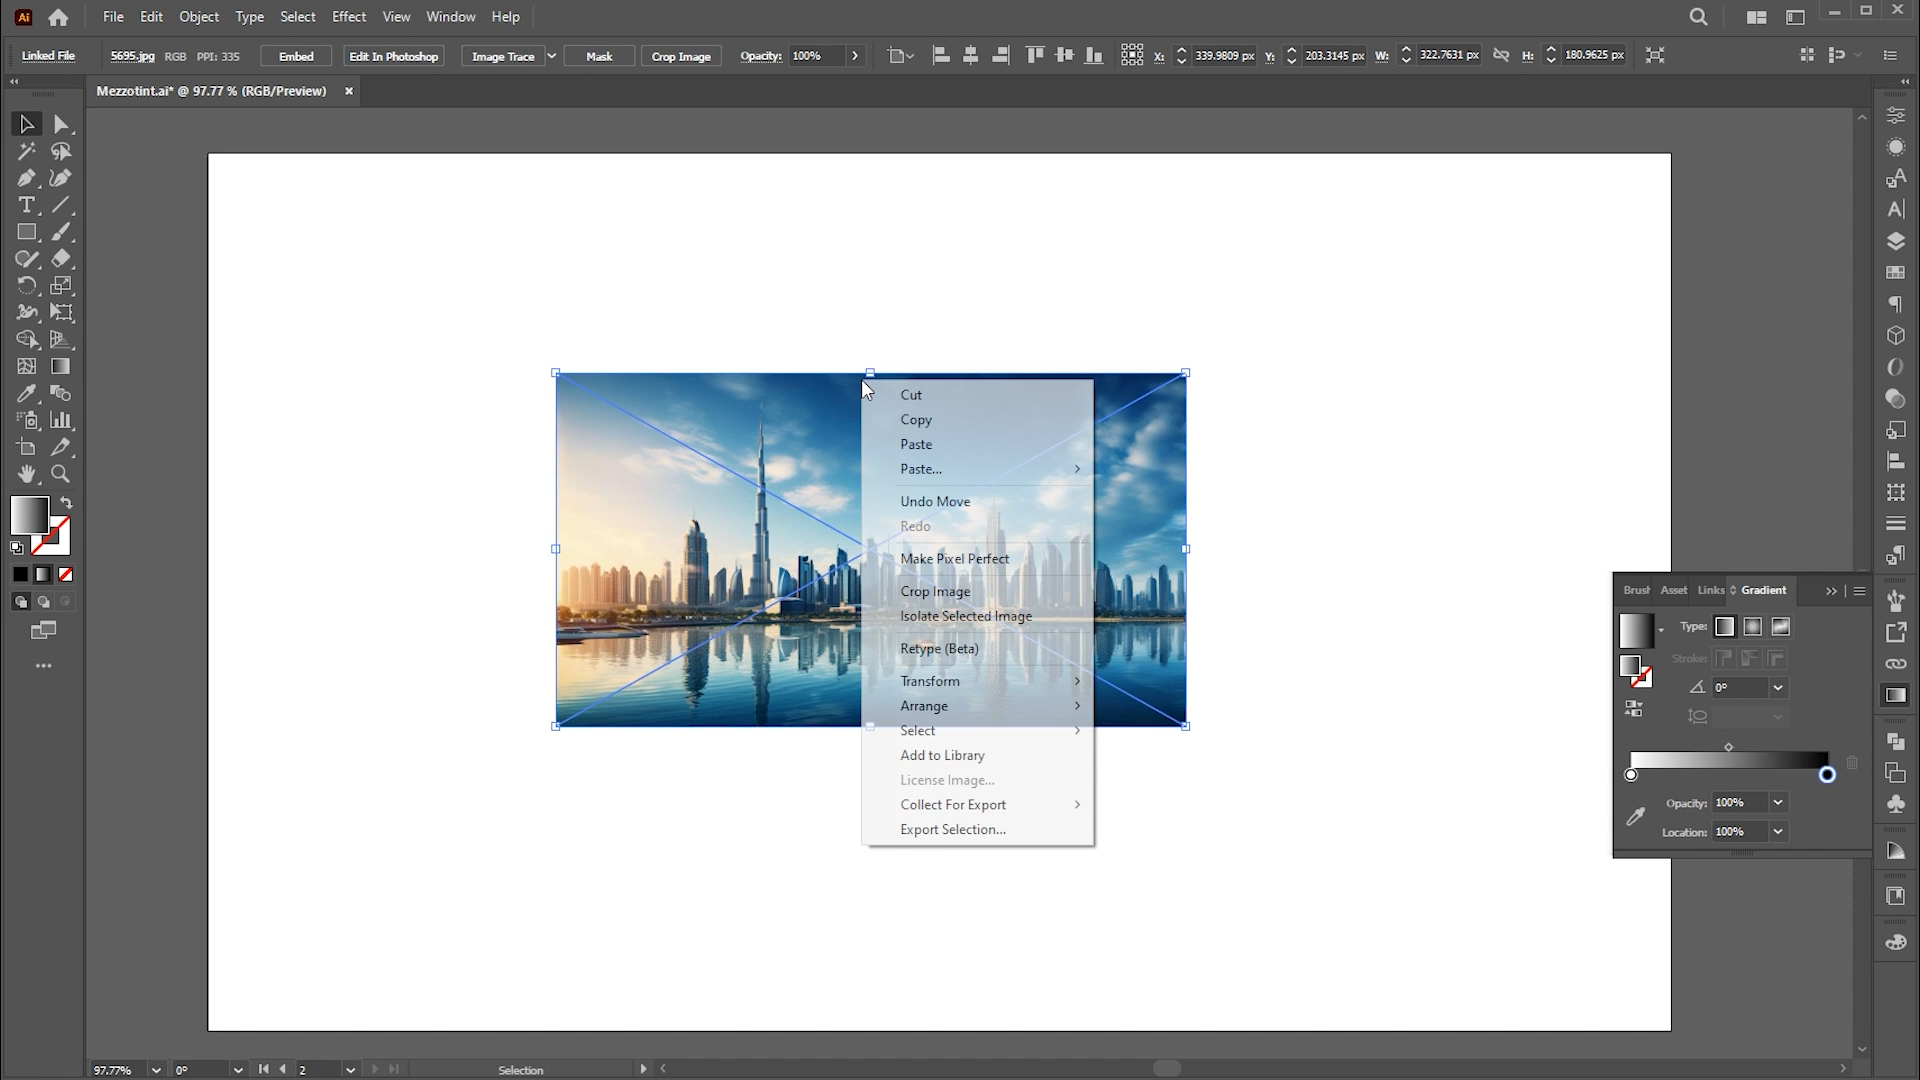 Ai File Edit Object Type Select Effect View Window Help
Linked File 5695.jpg RGB PPI: 335 Embed Edit In Photoshop Image Trace Mask Crop Image Opacity: 100% X: 339.9809 px Y: 203.3145 px W: 322.7631 px H: 180.9625 px
Mezzotint.ai* @ 97.77 % (RGB/Preview)
Cut
Copy
Paste
Paste...
Undo Move
Redo
Make Pixel Perfect
Crop Image
Isolate Selected Image
Retype (Beta)
Transform
Arrange
Select
Add to Library
License Image...
Collect For Export
Export Selection...
Brush Asset Links Gradient
Type:
Stroke:
0°
Opacity: 100%
Location: 100%
97.77% 0° 2 Selection